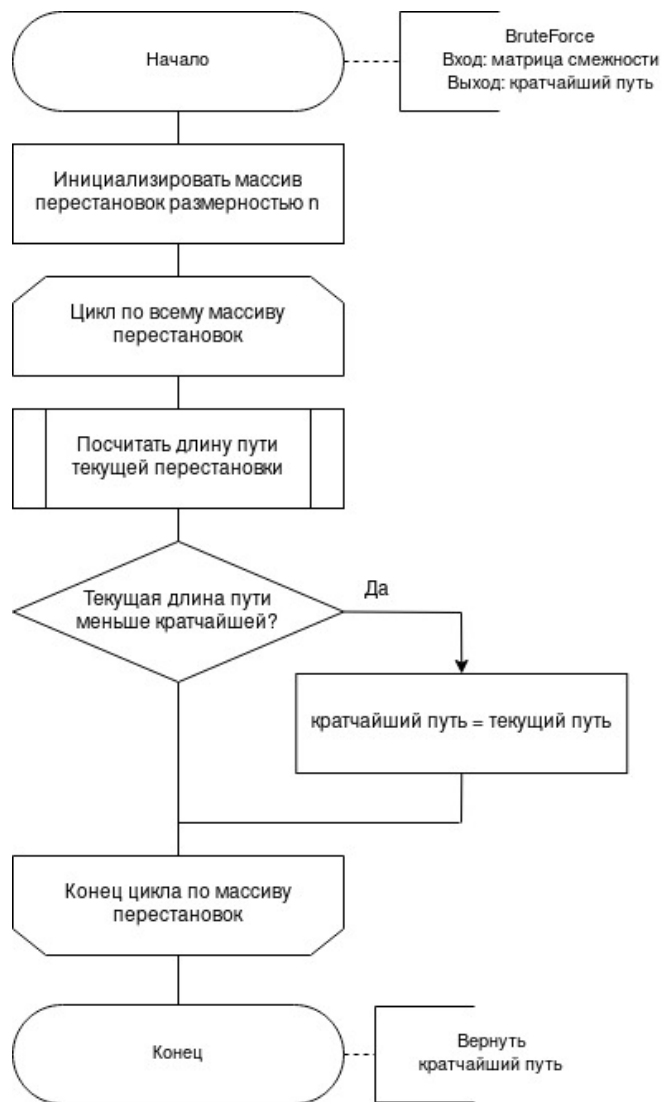 Начало
BruteForce
Вход: матрица смежности
Выход: кратчайший путь
Инициализировать массив
перестановок размерностью n
Цикл по всему массиву
перестановок
Посчитать длину пути
текущей перестановки
Текущая длина пути
меньше кратчайшей?
Да
кратчайший путь = текущий путь
Конец цикла по массиву
перестановок
Конец
Вернуть
кратчайший путь